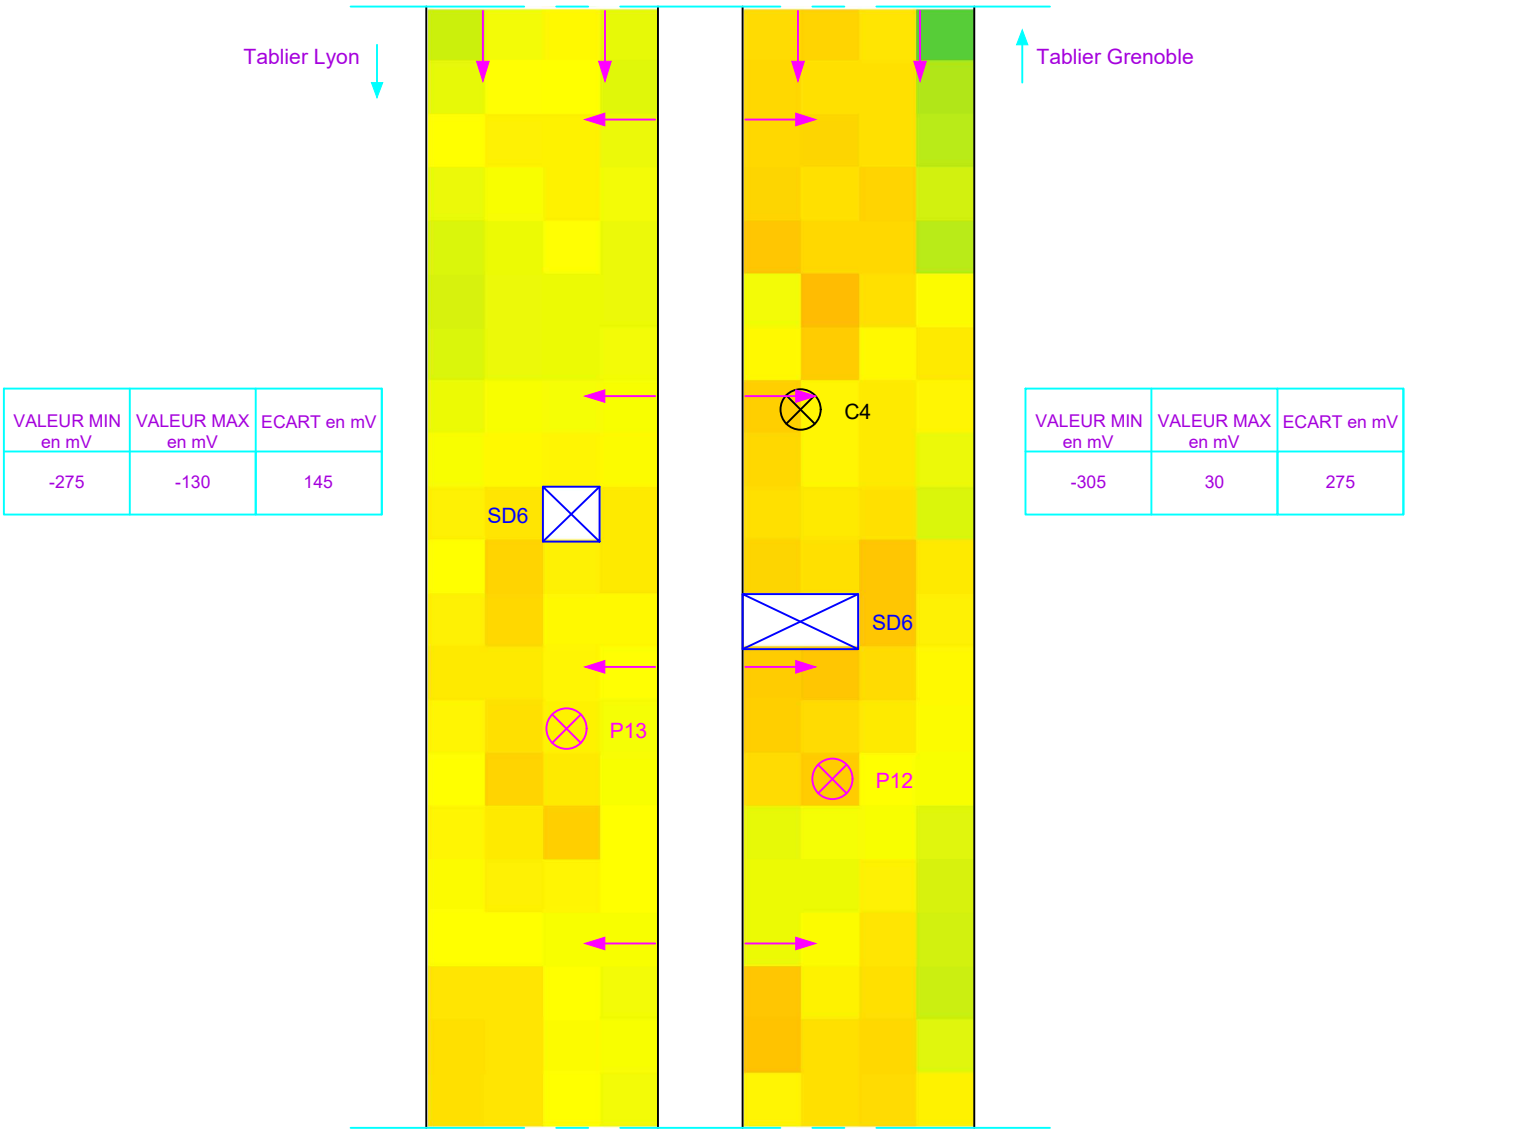 Tablier Lyon
Tablier Grenoble
VALEUR MIN en mV
VALEUR MAX en mV
ECART en mV
-275
-130
145
C4
VALEUR MIN en mV
VALEUR MAX en mV
ECART en mV
-305
30
275
SD6
SD6
P13
P12